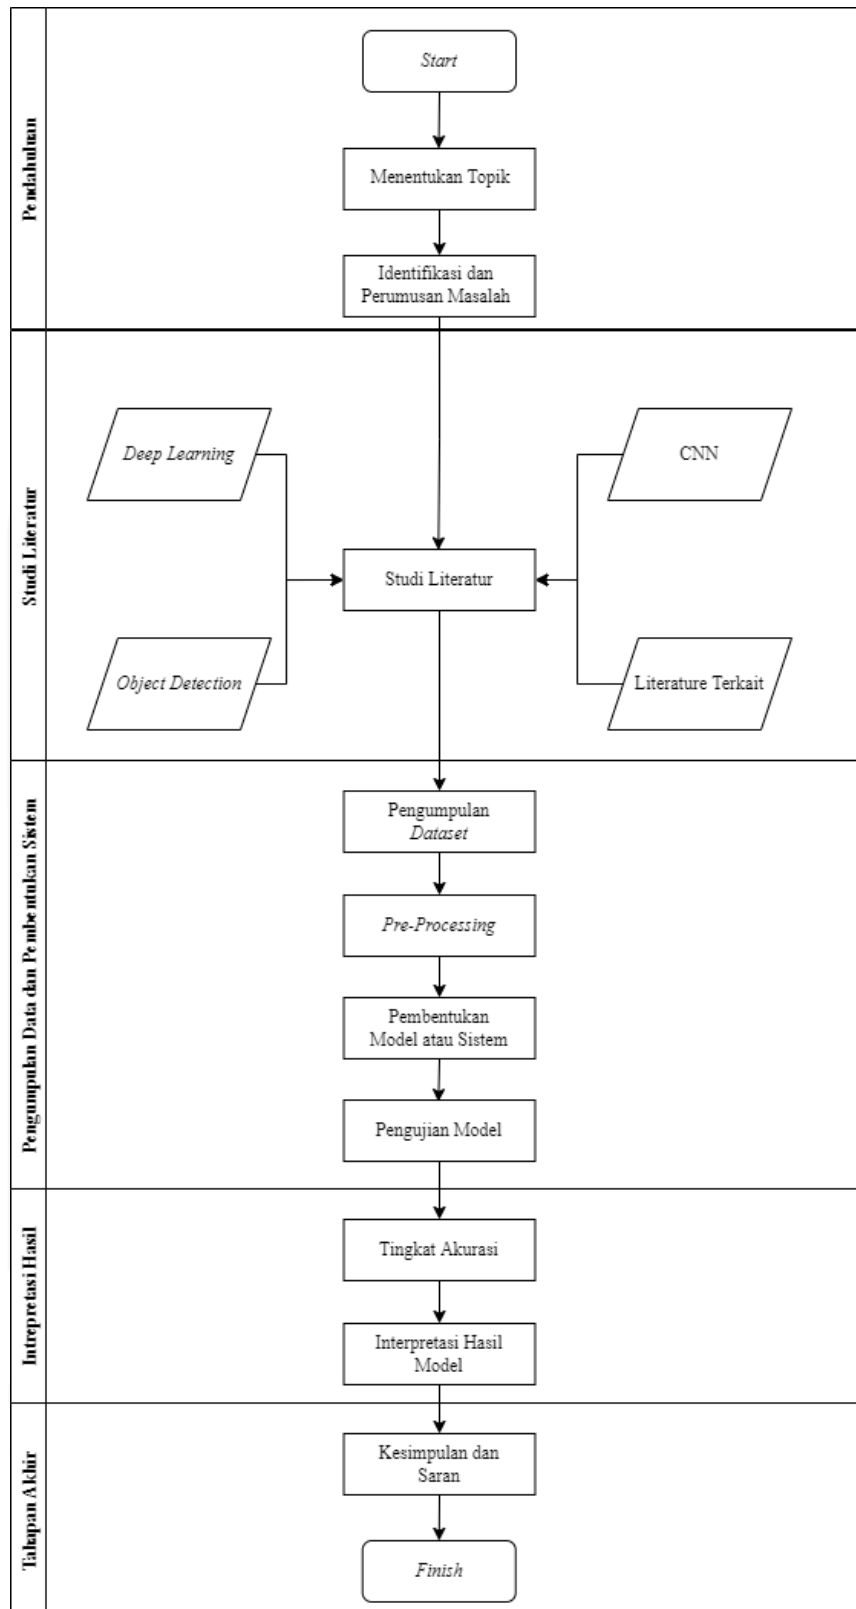 Pendahuluan
Start
Menentukan Topik
Identifikasi dan
Perumusan Masalah
Studi Literatur
Deep Learning
CNN
Studi Literatur
Object Detection
Literature Terkait
Pengumpulan Data dan Pembentukan Sistem
Pengumpulan
Dataset
Pre-Processing
Pembentukan
Model atau Sistem
Pengujian Model
Intrepretasi Hasil
Tingkat Akurasi
Interpretasi Hasil
Model
Tahapan Akhir
Kesimpulan dan
Saran
Finish